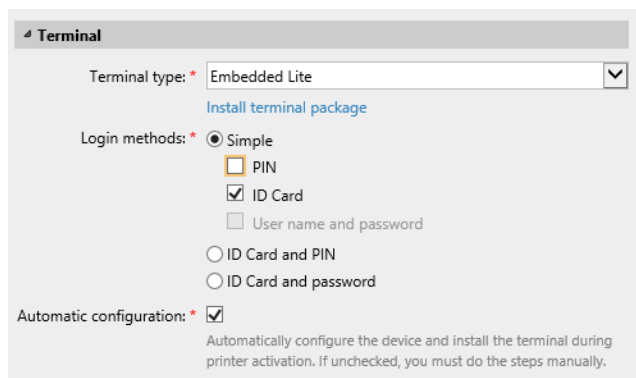 Terminal
Terminal type: * Embedded Lite
Install terminal package
Login methods: * Simple
PIN
ID Card
User name and password
ID Card and PIN
ID Card and password
Automatic configuration: *
Automatically configure the device and install the terminal during
printer activation. If unchecked, you must do the steps manually.